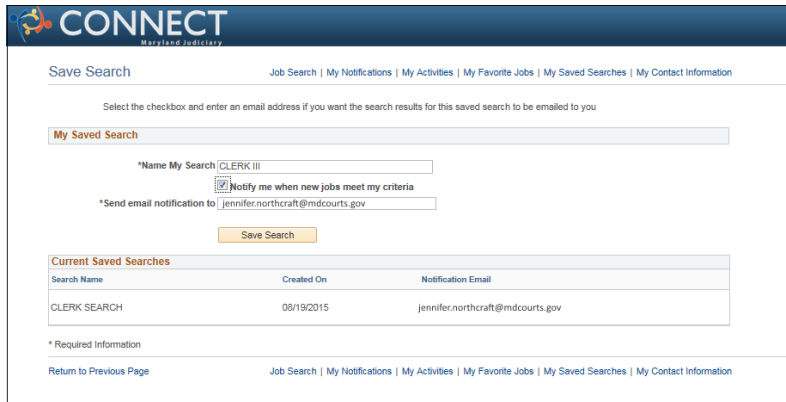 CONNECT
Maryland Judiciary
Save Search
Job Search | My Notifications | My Activities | My Favorite Jobs | My Saved Searches | My Contact Information
Select the checkbox and enter an email address if you want the search results for this saved search to be emailed to you
My Saved Search
*Name My Search CLERK III
Notify me when new jobs meet my criteria
*Send email notification to jennifer.northcraft@mdcourts.gov
Save Search
Current Saved Searches
Search Name Created On Notification Email
CLERK SEARCH 08/19/2015 jennifer.northcraft@mdcourts.gov
* Required Information
Return to Previous Page Job Search | My Notifications | My Activities | My Favorite Jobs | My Saved Searches | My Contact Information